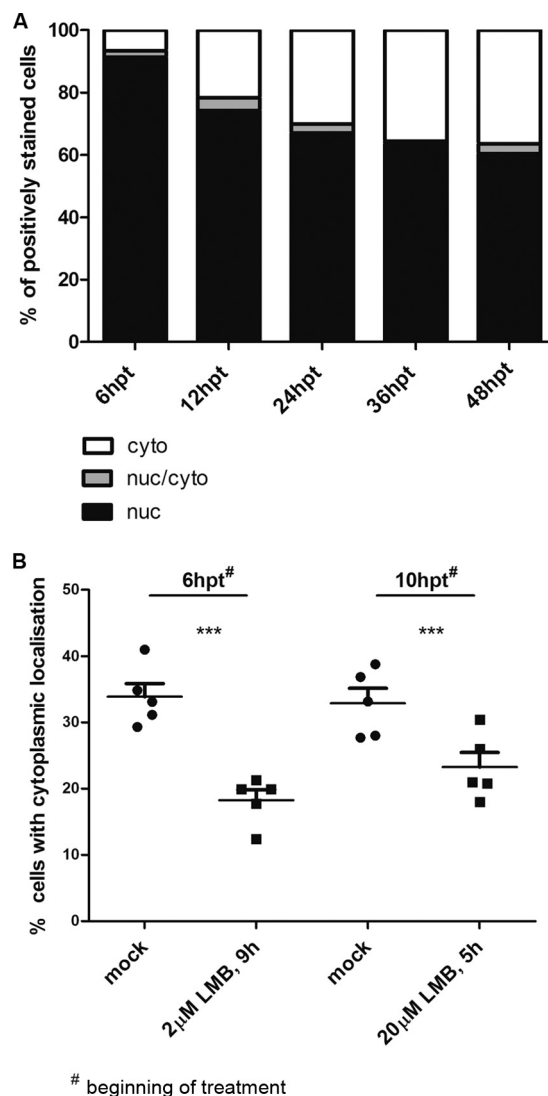 A
% of positively stained cells
100
80
60
40
20
0
6hpt
12hpt
24hpt
36hpt
48hpt
cyto
nuc/cyto
nuc
B
% cells with cytoplasmic localisation
50
40
30
20
10
0
6hpt#
10hpt#
***
***
mock
2µM LMB, 9h
mock
20µM LMB, 5h
# beginning of treatment